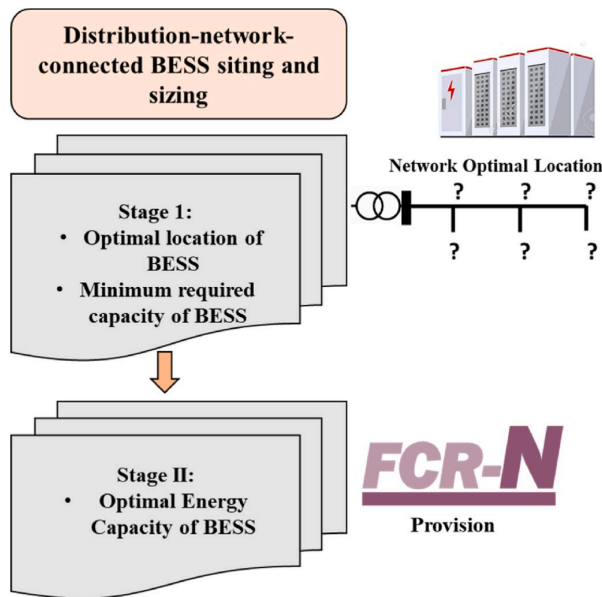 Distribution-network-
connected BESS siting and
sizing
Network Optimal Location
? ? ?
? ? ?
Stage 1:
• Optimal location of
BESS
• Minimum required
capacity of BESS
Stage II:
• Optimal Energy
Capacity of BESS
FCR-N
Provision